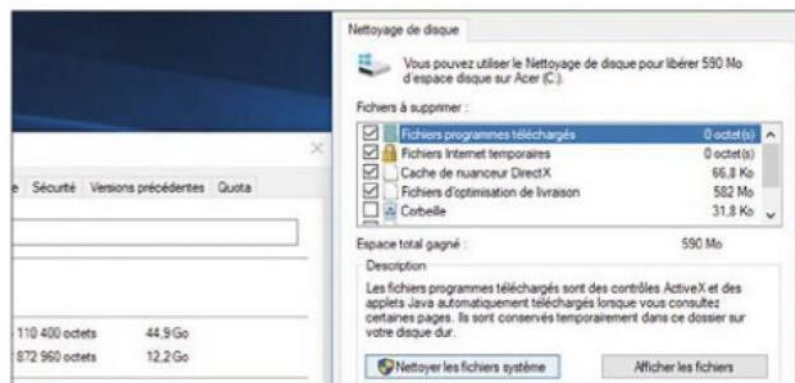 Nettoyage de disque
Vous pouvez utiliser le Nettoyage de disque pour libérer 590 Mo
d'espace disque sur Acer (C:).
Fichiers à supprimer :
Fichiers programmes téléchargés 0 octet(s)
Fichiers Internet temporaires 0 octet(s)
Cache de nuanceur DirectX 66,8 Ko
Fichiers d'optimisation de livraison 582 Mo
Corbeille 31,8 Ko
Espace total gagné : 590 Mo
Description
Les fichiers programmes téléchargés sont des contrôles ActiveX et des
applets Java automatiquement téléchargés lorsque vous consultez
certaines pages. Ils sont conservés temporairement dans ce dossier sur
votre disque dur.
Nettoyer les fichiers système Afficher les fichiers
e Sécurité Versions précédentes Quota
110 400 octets 44,9 Go
872 960 octets 12,2 Go